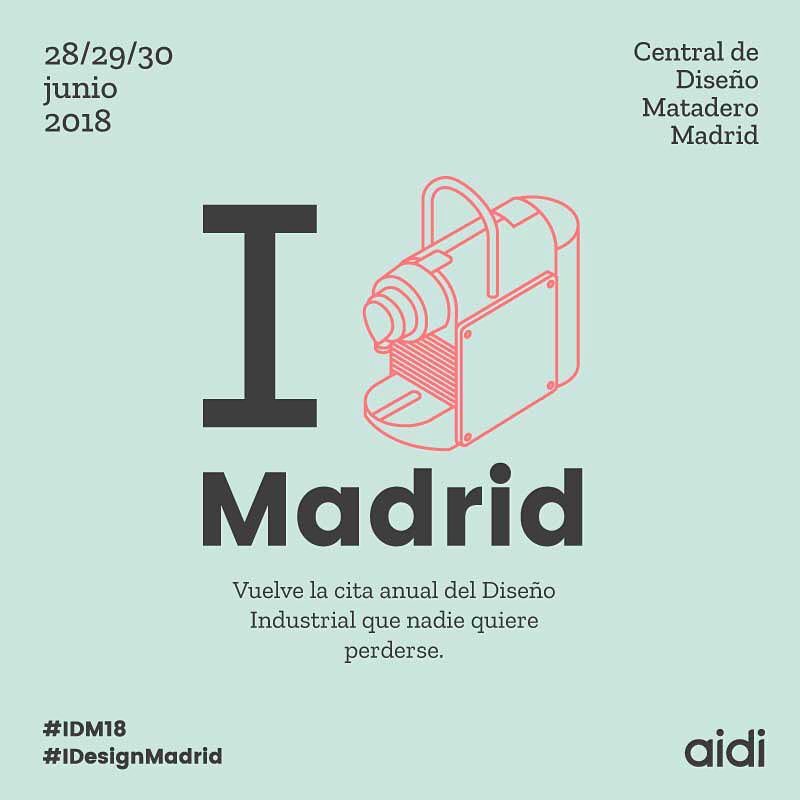 28/29/30
junio
2018
Central de
Diseño
Matadero
Madrid
I
Madrid
Vuelve la cita anual del Diseño
Industrial que nadie quiere
perderse.
#IDM18
#IDesignMadrid
aidi